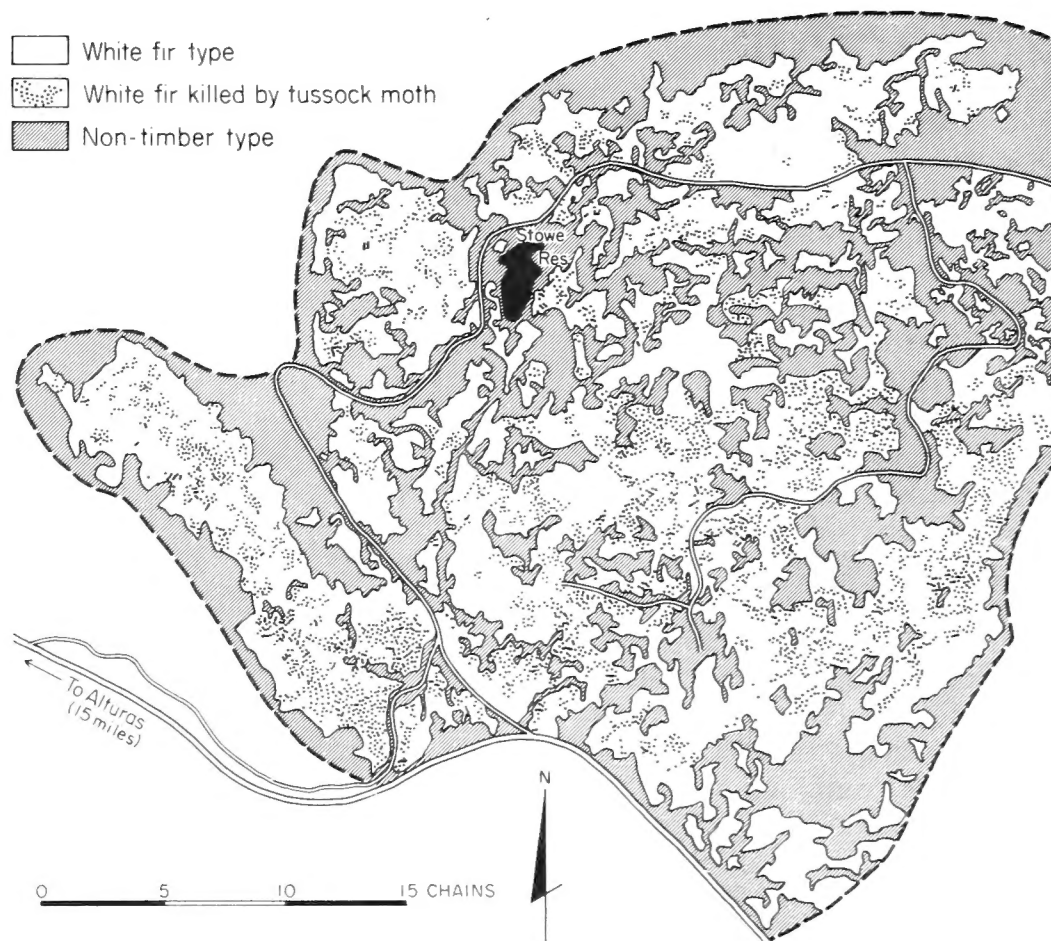 White fir type
White fir killed by tussock moth
Non-timber type
Stowe
Res.
To Alturas
(15 miles)
N
0 5 10 15 CHAINS